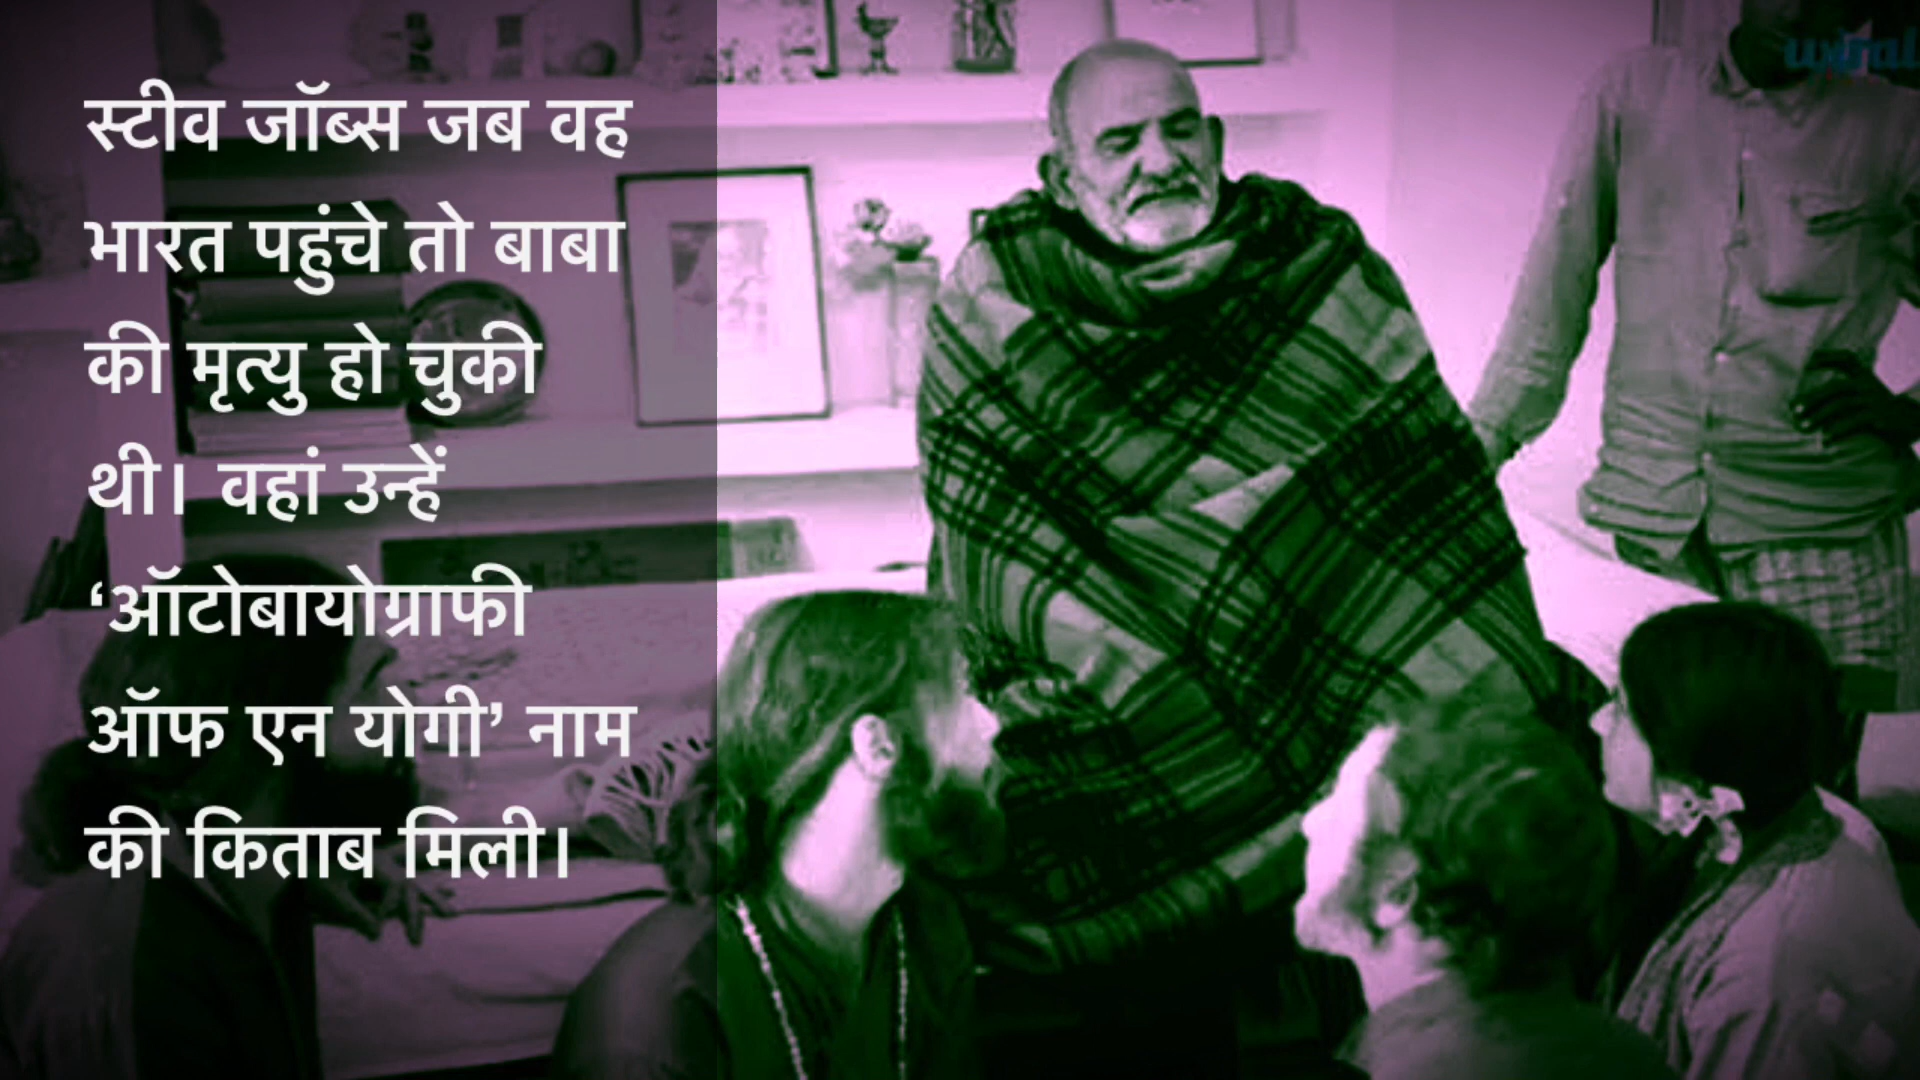 स्टीव जॉब्स जब वह
भारत पहुंचे तो बाबा
की मृत्यु हो चुकी
थी। वहां उन्हें
‘ऑटोबायोग्राफी
ऑफ एन योगी’ नाम
की किताब मिली।